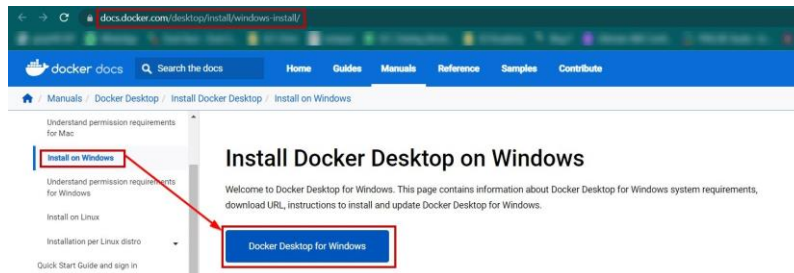 docs.docker.com/desktop/install/windows-install/
docker docs Search the docs Home Guides Manuals Reference Samples Contribute
/ Manuals / Docker Desktop / Install Docker Desktop / Install on Windows
Understand permission requirements
for Mac
Install on Windows
Understand permission requirements
for Windows
Install on Linux
Installation per Linux distro
Quick Start Guide and sign in
Install Docker Desktop on Windows
Welcome to Docker Desktop for Windows. This page contains information about Docker Desktop for Windows system requirements,
download URL, instructions to install and update Docker Desktop for Windows.
Docker Desktop for Windows